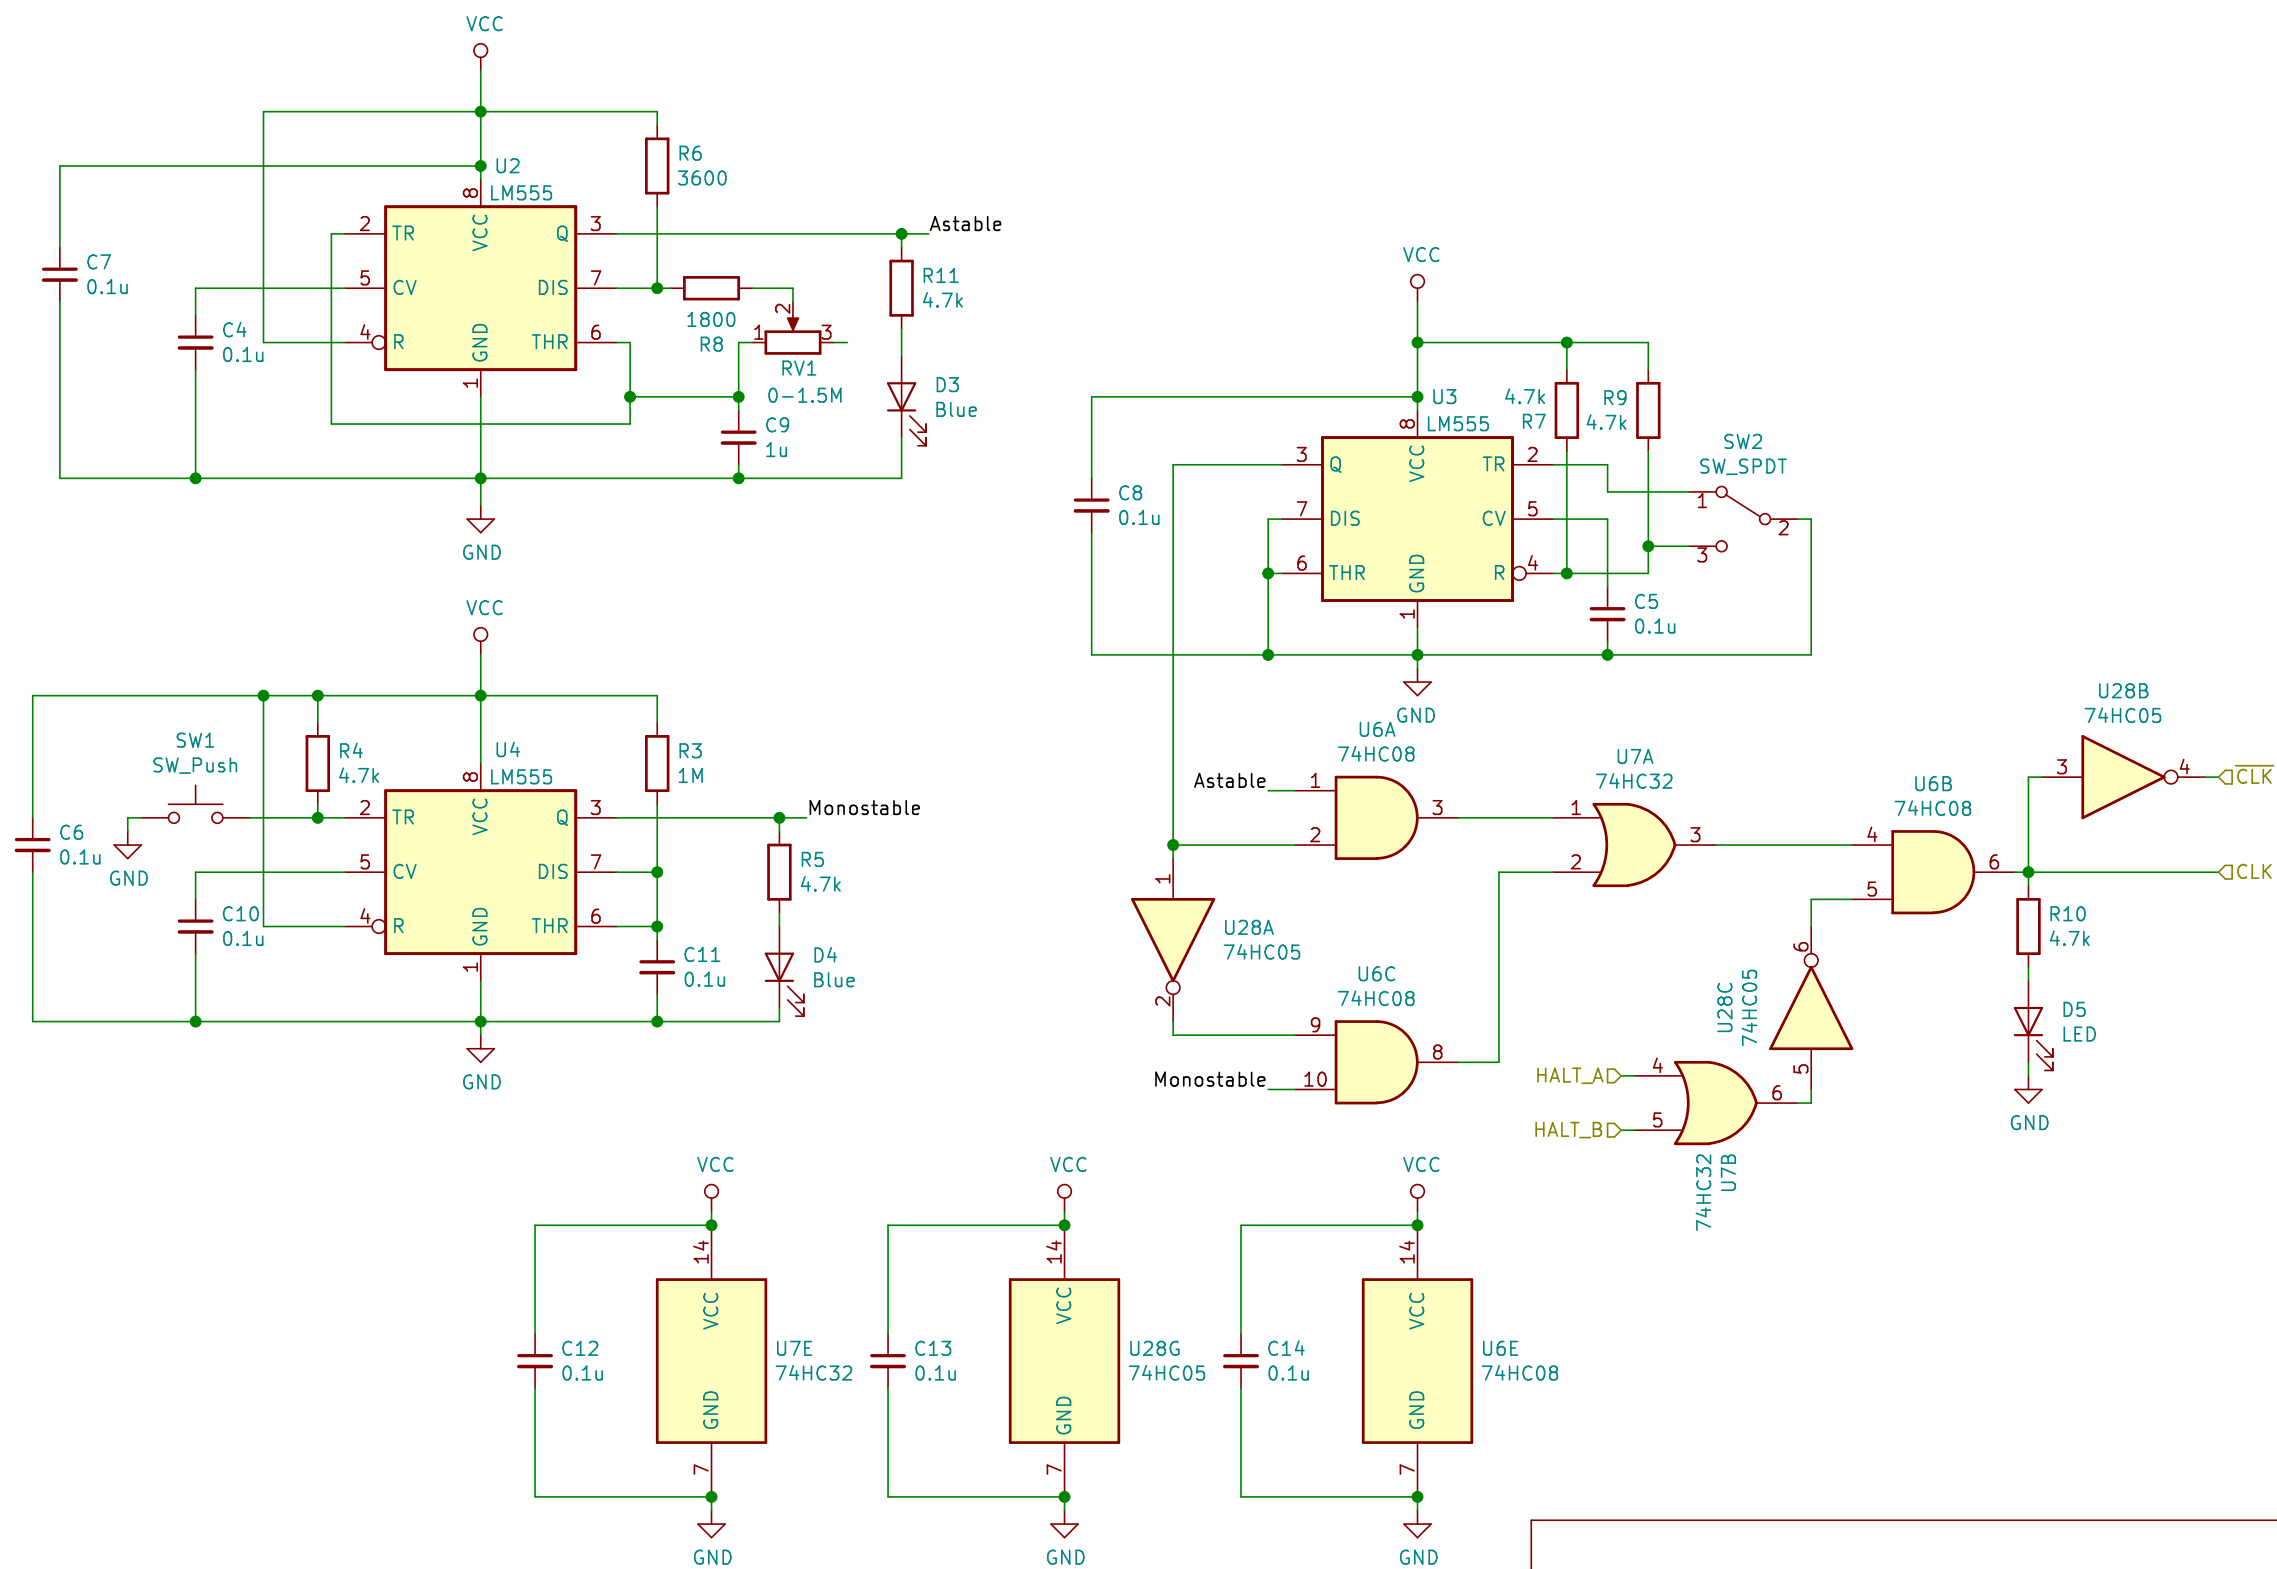 VCC
R6
3600
U2
LM555
8
2
TR
VCC
Q
3
Astable
C7
0.1u
5
CV
DIS
7
R11
4.7k
1800
R8
2
1
3
RV1
0-1.5M
C4
0.1u
4
R
GND
THR
6
1
D3
Blue
C9
1u
GND
VCC
U3
LM555
8
4.7k
R7
R9
4.7k
SW2
SW_SPDT
3
Q
VCC
TR
2
1
2
3
C8
0.1u
7
DIS
CV
5
6
THR
GND
R
4
1
C5
0.1u
GND
VCC
SW1
SW_Push
R4
4.7k
U4
LM555
8
R3
1M
2
TR
VCC
Q
3
Monostable
C6
0.1u
GND
5
CV
DIS
7
R5
4.7k
C10
0.1u
4
R
GND
THR
6
1
C11
0.1u
D4
Blue
GND
U6A
74HC08
Astable
1
2
3
U7A
74HC32
1
2
3
U6B
74HC08
4
5
6
U28B
74HC05
3
4
CLK
CLK
1
U28A
74HC05
2
U6C
74HC08
9
Monostable
10
8
R10
4.7k
D5
LED
GND
6
U28C
74HC05
5
HALT_A
4
HALT_B
5
6
74HC32
U7B
VCC
14
VCC
C12
0.1u
U7E
74HC32
GND
7
GND
VCC
14
VCC
C13
0.1u
U28G
74HC05
GND
7
GND
VCC
14
VCC
C14
0.1u
U6E
74HC08
GND
7
GND